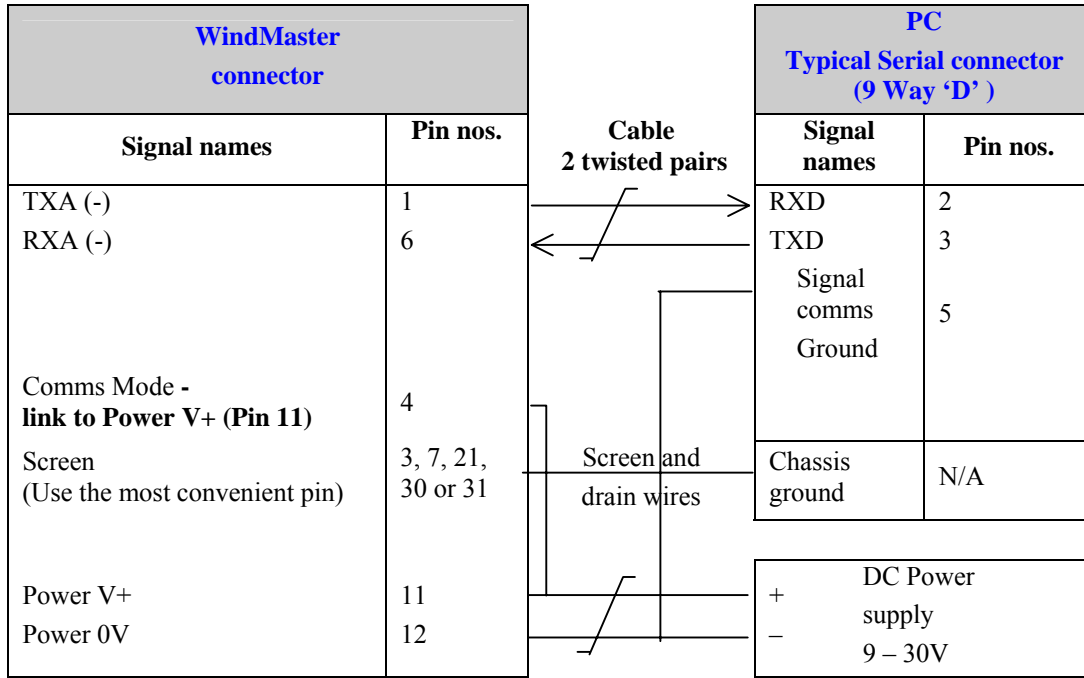 WindMaster
connector
PC
Typical Serial connector
(9 Way ‘D’ )
Signal names
Pin nos.
Cable
2 twisted pairs
Signal
names
Pin nos.
TXA (-)
1
RXD
2
RXA (-)
6
TXD
3
Signal
comms
Ground
5
Comms Mode -
link to Power V+ (Pin 11)
4
Screen
(Use the most convenient pin)
3, 7, 21,
30 or 31
Screen and
drain wires
Chassis
ground
N/A
Power V+
11
+
Power 0V
12
–
DC Power
supply
9 – 30V